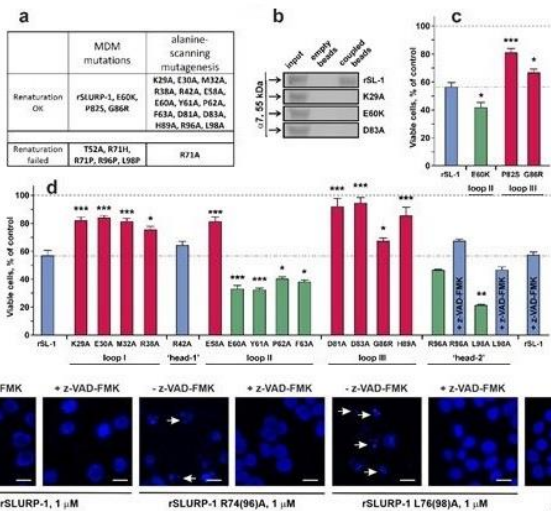 a
MDM mutations
alanine-scanning mutagenesis
Renaturation OK
rSLURP-1, E60K, P82S, G86R
K29A, E30A, M32A,
R38A, R42A, E58A,
E60A, Y61A, P62A,
F63A, D81A, D83A,
H89A, R96A, L98A
Renaturation failed
T52A, R71H,
R71P, R96P, L98P
R71A
b
input
empty beads
coupled beads
α7, 55 kDa
rSL-1
K29A
E60K
D83A
c
Viable cells, % of control
100
80
60
40
20
0
***
*
*
rSL-1 E60K P82S G86R
loop II loop III
d
Viable cells, % of control
100
80
60
40
20
0
*** *** *** * *** *** *** * * *** *** * *** **
rSL-1 K29A E30A M32A R38A R42A E58A E60A Y61A P62A F63A D81A D83A G86R H89A R96A R96A L98A L98A rSL-1
+ z-VAD-FMK + z-VAD-FMK + z-VAD-FMK
loop I 'head-1' loop II loop III 'head-2'
FMK + z-VAD-FMK - z-VAD-FMK + z-VAD-FMK - z-VAD-FMK + z-VAD-FMK
rSLURP-1, 1 μM rSLURP-1 R74(96)A, 1 μM rSLURP-1 L76(98)A, 1 μM